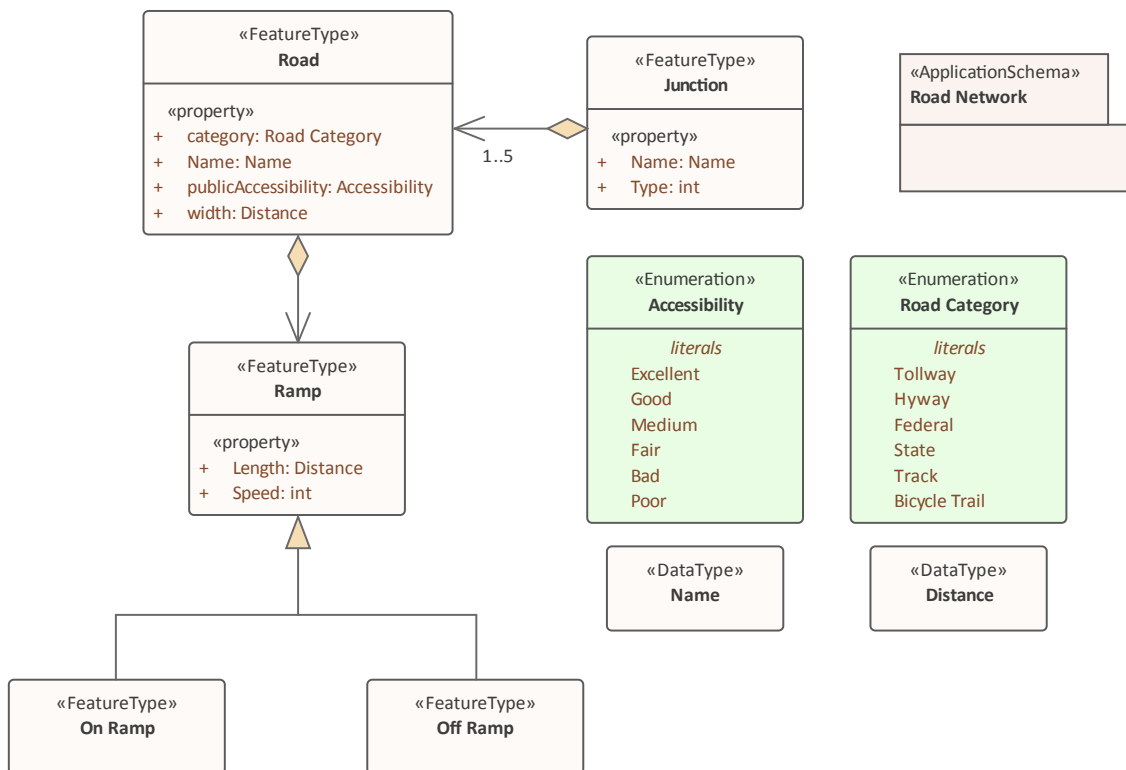 «FeatureType»
Road
«property»
+ category: Road Category
+ Name: Name
+ publicAccessibility: Accessibility
+ width: Distance
1..5
«FeatureType»
Junction
«property»
+ Name: Name
+ Type: int
«ApplicationSchema»
Road Network
«FeatureType»
Ramp
«property»
+ Length: Distance
+ Speed: int
«Enumeration»
Accessibility
literals
Excellent
Good
Medium
Fair
Bad
Poor
«Enumeration»
Road Category
literals
Tollway
Hyway
Federal
State
Track
Bicycle Trail
«DataType»
Name
«DataType»
Distance
«FeatureType»
On Ramp
«FeatureType»
Off Ramp